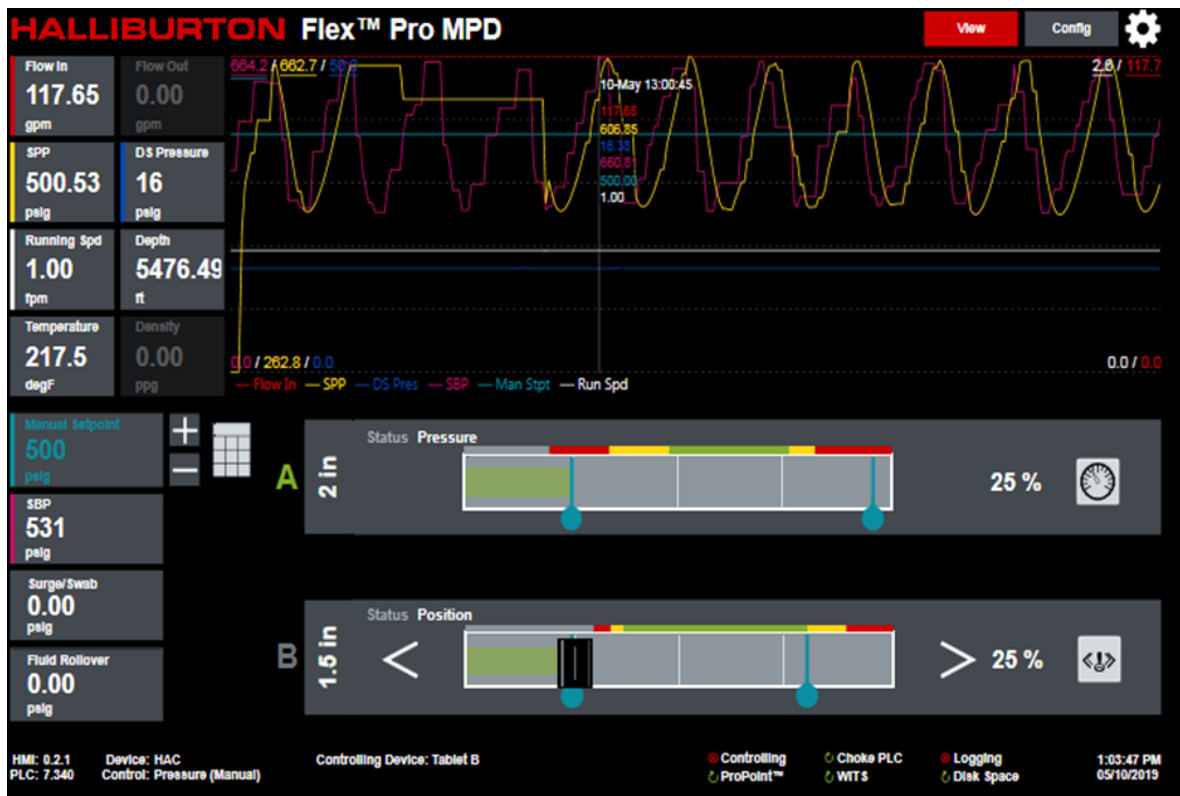 HALLIBURTON Flex™ Pro MPD
View
Config
Flow In
117.65
gpm
Flow Out
0.00
gpm
SPP
500.53
psig
DS Pressure
16
psig
Running Spd
1.00
fpm
Depth
5476.49
ft
Temperature
217.5
degF
Density
0.00
ppg
664.2 / 662.7 /
2.6 / 117.7
10-May 13:00:45
117.65
606.85
16.38
660.81
500.00
1.00
0.0 / 262.8 / 0.0
0.0 / 0.0
Flow In SPP DS Pres SBP Man Stpt Run Spd
Manual Setpoint
500
psig
+
−
SBP
531
psig
Surge/Swab
0.00
psig
Fluid Rollover
0.00
psig
A
2 in
Status Pressure
25 %
B
1.5 in
Status Position
<
>
25 %
HMI: 0.2.1 Device: HAC
PLC: 7.340 Control: Pressure (Manual)
Controlling Device: Tablet B
Controlling Choke PLC Logging
ProPoint™ WITS Disk Space
1:03:47 PM
05/10/2019